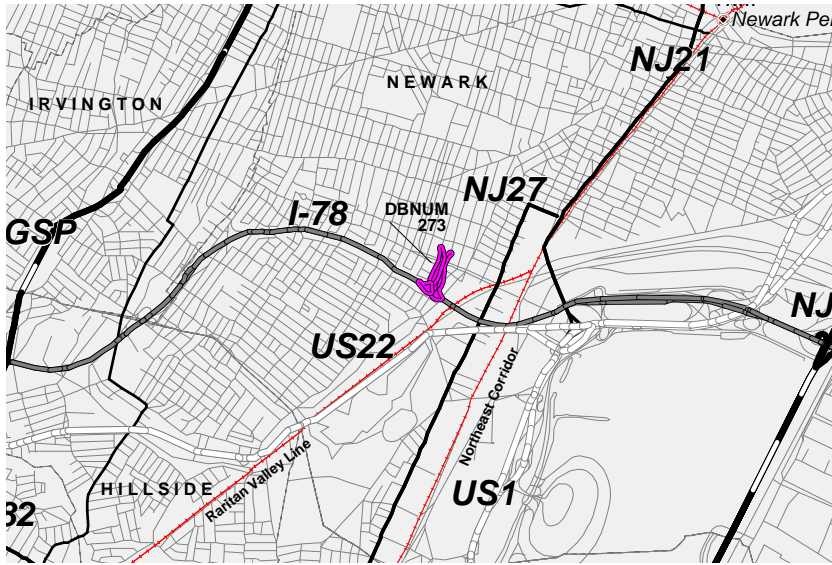 Newark Pe
NJ21
NEWARK
IRVINGTON
NJ27
I-78
DBNUM
273
GSP
NJ
US22
Northeast Corridor
Raritan Valley Line
HILLSIDE
US1
82